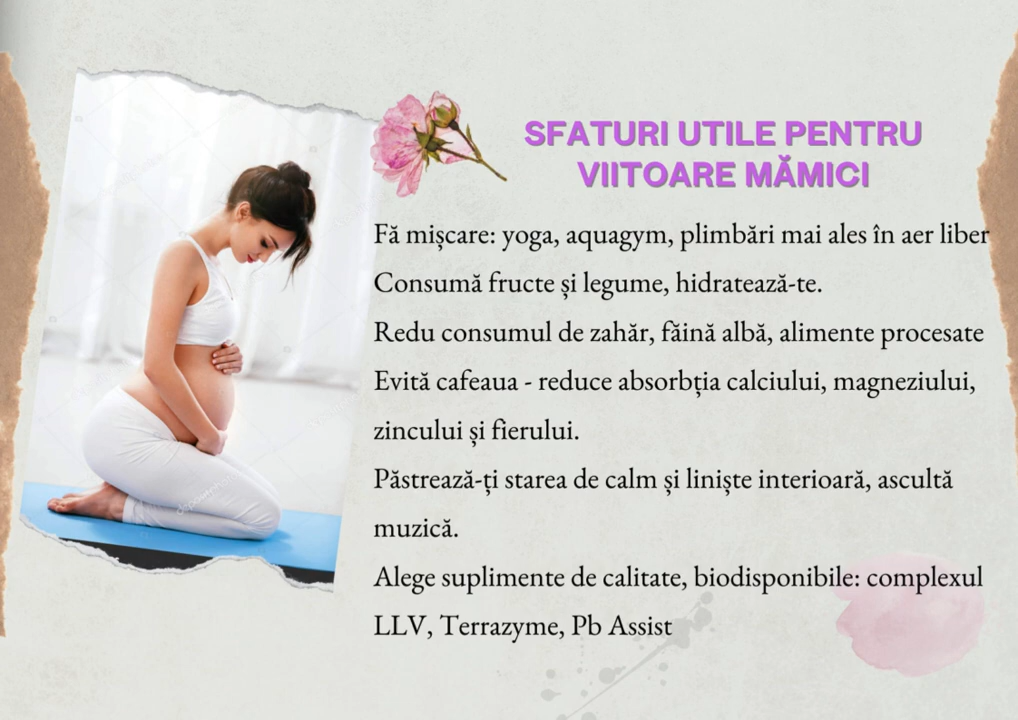 SFATURI UTILE PENTRU
VIITOARE MĂMICI
Fă mișcare: yoga, aquagym, plimbări mai ales în aer liber
Consumă fructe și legume, hidratează-te.
Redu consumul de zahăr, făină albă, alimente procesate
Evită cafeaua - reduce absorbția calciului, magneziului,
zincului și fierului.
Păstrează-ți starea de calm și liniște interioară, ascultă
muzică.
Alege suplimente de calitate, biodisponibile: complexul
LLV, Terrazyme, Pb Assist